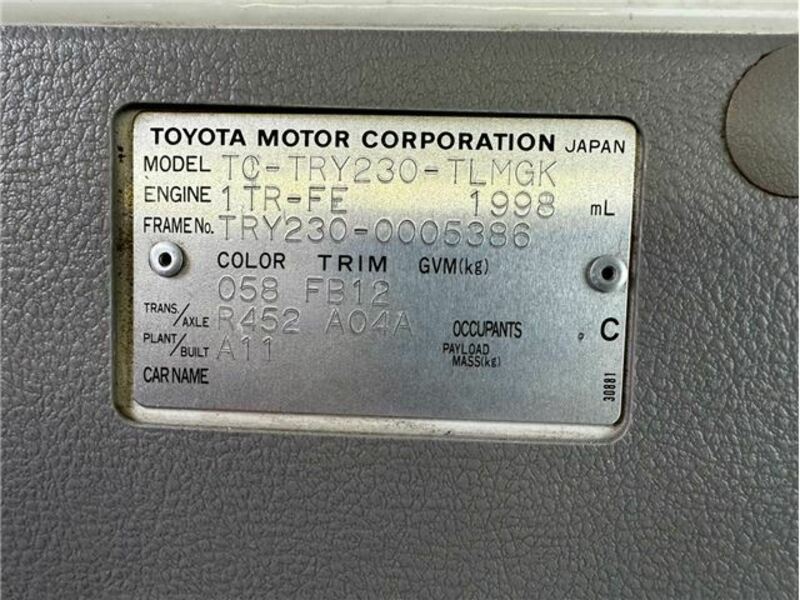 TOYOTA MOTOR CORPORATION JAPAN
MODEL TC-TRY230-TLMGK
ENGINE 1TR-FE 1998 mL
FRAME No. TRY230-0005386
COLOR TRIM GVM(kg)
058 FB12
TRANS./AXLE R452 A04A OCCUPANTS C
PLANT/BUILT A11 PAYLOAD MASS(kg)
CAR NAME
30881